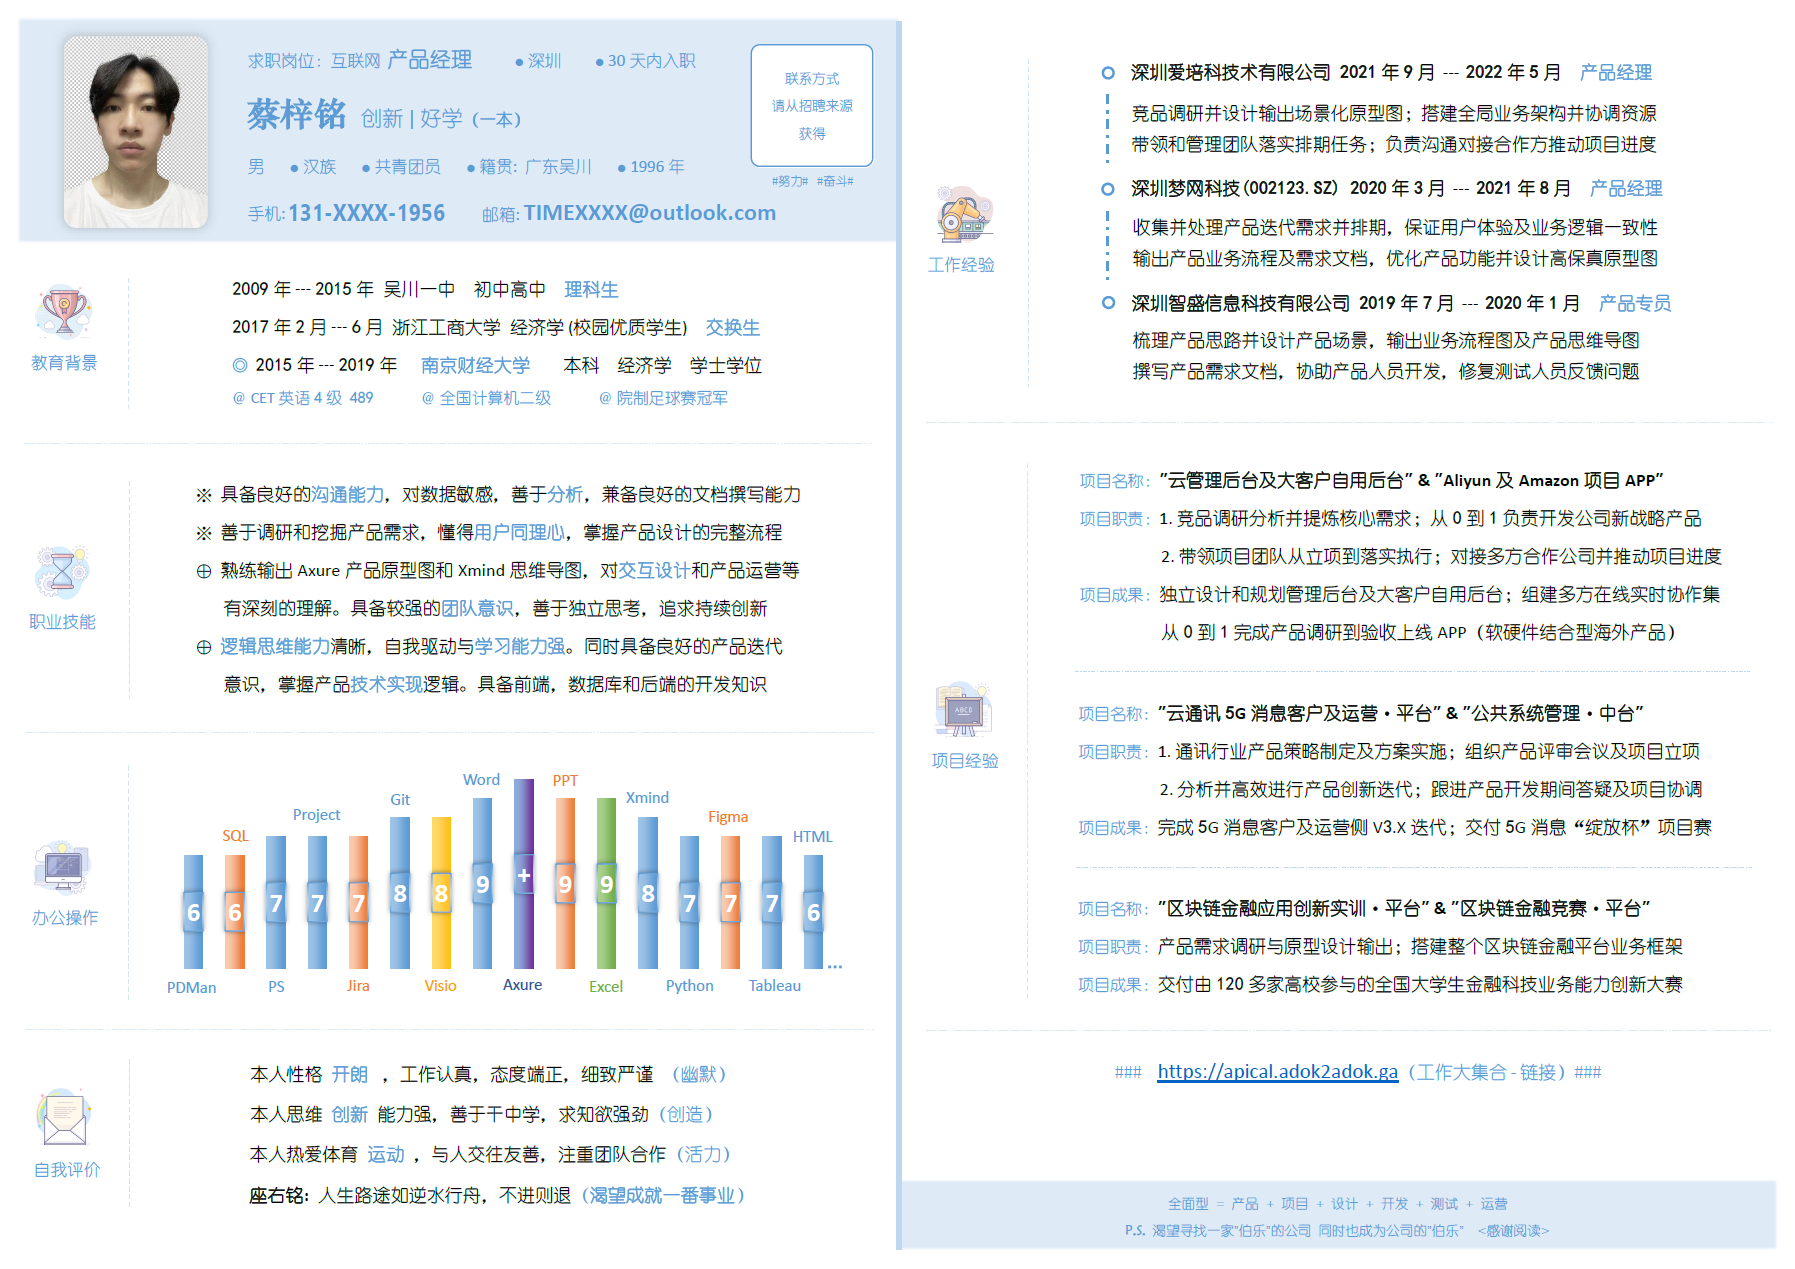 求职岗位：互联网 产品经理 ●深圳 ●30 天内入职
蔡梓铭 创新 | 好学（一本）
男 ●汉族 ●共青团员 ●籍贯：广东吴川 ●1996 年
手机:131-XXXX-1956 邮箱:TIMEXXXX@outlook.com
联系方式
请从招聘来源
获得
#努力# #奋斗#
教育背景
2009 年 --- 2015 年 吴川一中 初中高中 理科生
2017 年 2 月 --- 6 月 浙江工商大学 经济学 (校园优质学生) 交换生
◎ 2015 年 --- 2019 年 南京财经大学 本科 经济学 学士学位
@ CET 英语 4 级 489 @ 全国计算机二级 @ 院制足球赛冠军
职业技能
※ 具备良好的沟通能力，对数据敏感，善于分析，兼备良好的文档撰写能力
※ 善于调研和挖掘产品需求，懂得用户同理心，掌握产品设计的完整流程
⊕ 熟练输出 Axure 产品原型图和 Xmind 思维导图，对交互设计和产品运营等
有深刻的理解。具备较强的团队意识，善于独立思考，追求持续创新
⊕ 逻辑思维能力清晰，自我驱动与学习能力强。同时具备良好的产品迭代
意识，掌握产品技术实现逻辑。具备前端，数据库和后端的开发知识
办公操作
SQL Project Git Word PPT Xmind Figma HTML
6 6 7 7 7 8 8 9 + 9 9 8 7 7 7 6 ...
PDMan PS Jira Visio Axure Excel Python Tableau
自我评价
本人性格 开朗 ，工作认真，态度端正，细致严谨 （幽默）
本人思维 创新 能力强，善于干中学，求知欲强劲（创造）
本人热爱体育 运动 ，与人交往友善，注重团队合作（活力）
座右铭: 人生路途如逆水行舟，不进则退（渴望成就一番事业）
工作经验
深圳爱培科技术有限公司 2021 年 9 月 --- 2022 年 5 月 产品经理
竞品调研并设计输出场景化原型图；搭建全局业务架构并协调资源
带领和管理团队落实排期任务；负责沟通对接合作方推动项目进度
深圳梦网科技(002123.SZ) 2020 年 3 月 --- 2021 年 8 月 产品经理
收集并处理产品迭代需求并排期，保证用户体验及业务逻辑一致性
输出产品业务流程及需求文档，优化产品功能并设计高保真原型图
深圳智盛信息科技有限公司 2019 年 7 月 --- 2020 年 1 月 产品专员
梳理产品思路并设计产品场景，输出业务流程图及产品思维导图
撰写产品需求文档，协助产品人员开发，修复测试人员反馈问题
项目经验
ABCD
项目名称：”云管理后台及大客户自用后台” & ”Aliyun 及 Amazon 项目 APP”
项目职责：1. 竞品调研分析并提炼核心需求；从 0 到 1 负责开发公司新战略产品
2. 带领项目团队从立项到落实执行；对接多方合作公司并推动项目进度
项目成果：独立设计和规划管理后台及大客户自用后台；组建多方在线实时协作集
从 0 到 1 完成产品调研到验收上线 APP（软硬件结合型海外产品）
项目名称：”云通讯 5G 消息客户及运营·平台” & ”公共系统管理·中台”
项目职责：1. 通讯行业产品策略制定及方案实施；组织产品评审会议及项目立项
2. 分析并高效进行产品创新迭代；跟进产品开发期间答疑及项目协调
项目成果：完成 5G 消息客户及运营侧 V3.X 迭代；交付 5G 消息“绽放杯”项目赛
项目名称：”区块链金融应用创新实训·平台” & ”区块链金融竞赛·平台”
项目职责：产品需求调研与原型设计输出；搭建整个区块链金融平台业务框架
项目成果：交付由 120 多家高校参与的全国大学生金融科技业务能力创新大赛
### https://apical.adok2adok.ga（工作大集合 - 链接）###
全面型 = 产品 + 项目 + 设计 + 开发 + 测试 + 运营
P.S. 渴望寻找一家”伯乐”的公司 同时也成为公司的”伯乐” <感谢阅读>